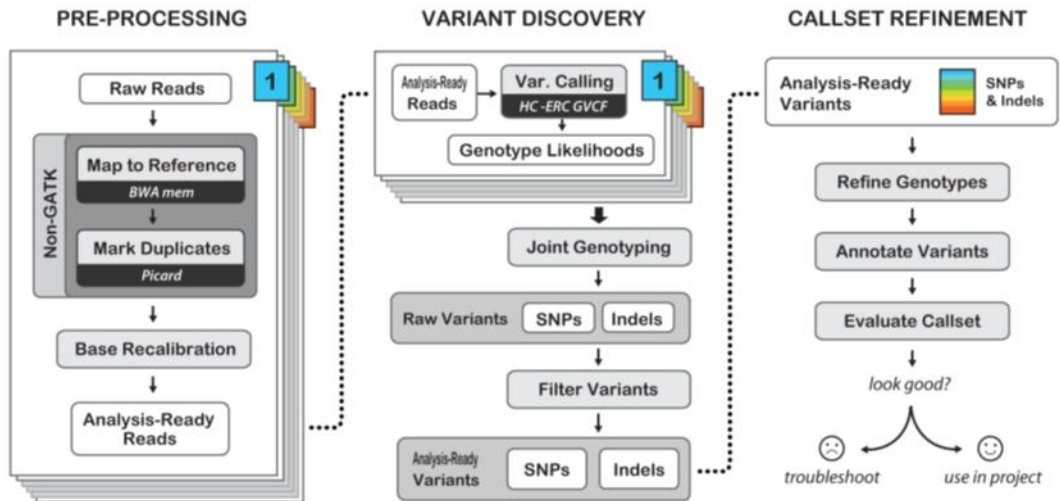 PRE-PROCESSING
1
Raw Reads
Non-GATK
Map to Reference
BWA mem
Mark Duplicates
Picard
Base Recalibration
Analysis-Ready
Reads
VARIANT DISCOVERY
1
Analysis-Ready
Reads
Var. Calling
HC -ERC GVCF
Genotype Likelihoods
Joint Genotyping
Raw Variants
SNPs
Indels
Filter Variants
Analysis-Ready
Variants
SNPs
Indels
CALLSET REFINEMENT
Analysis-Ready
Variants
SNPs
& Indels
Refine Genotypes
Annotate Variants
Evaluate Callset
look good?
troubleshoot
use in project